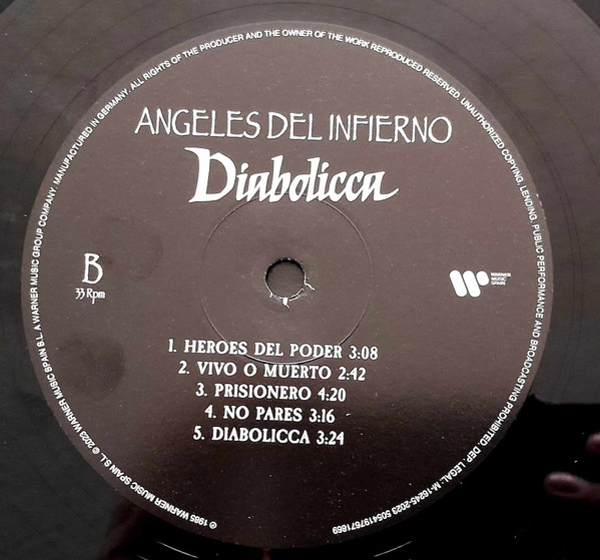 ANGELES DEL INFIERNO
Diabolicca
B
33 Rpm
WARNER
MUSIC
SPAIN
1. HEROES DEL PODER 3:08
2. VIVO O MUERTO 2:42
3. PRISIONERO 4:20
4. NO PARES 3:16
5. DIABOLICCA 3:24
℗ 1985 WARNER MUSIC SPAIN S.L. © 2023 WARNER MUSIC SPAIN S.L. A WARNER MUSIC GROUP COMPANY. MANUFACTURED IN GERMANY. ALL RIGHTS OF THE PRODUCER AND THE OWNER OF THE WORK REPRODUCED RESERVED. UNAUTHORIZED COPYING, LENDING, PUBLIC PERFORMANCE AND BROADCASTING PROHIBITED. DEP. LEGAL: M-16245-2023 5054197671869